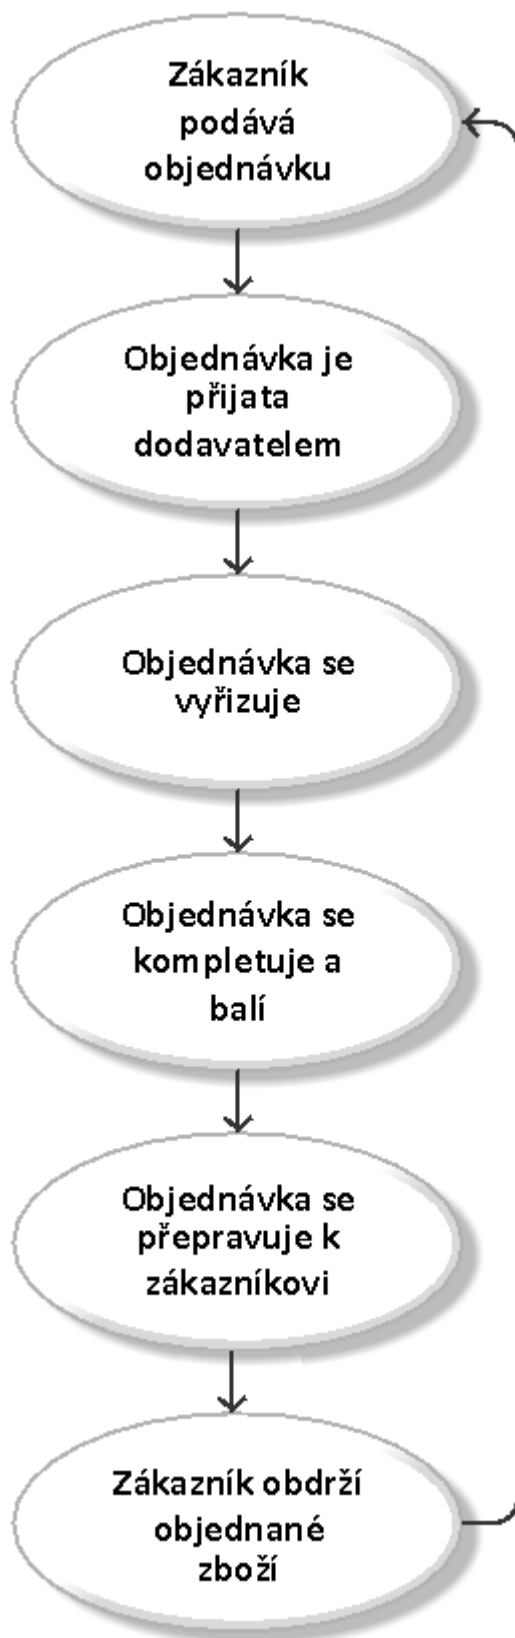 Zákazník
podává
objednávku
Objednávka je
přijata
dodavatelem
Objednávka se
vyřizuje
Objednávka se
kompletuje a
balí
Objednávka se
přepravuje k
zákazníkovi
Zákazník obdrží
objednané
zboží